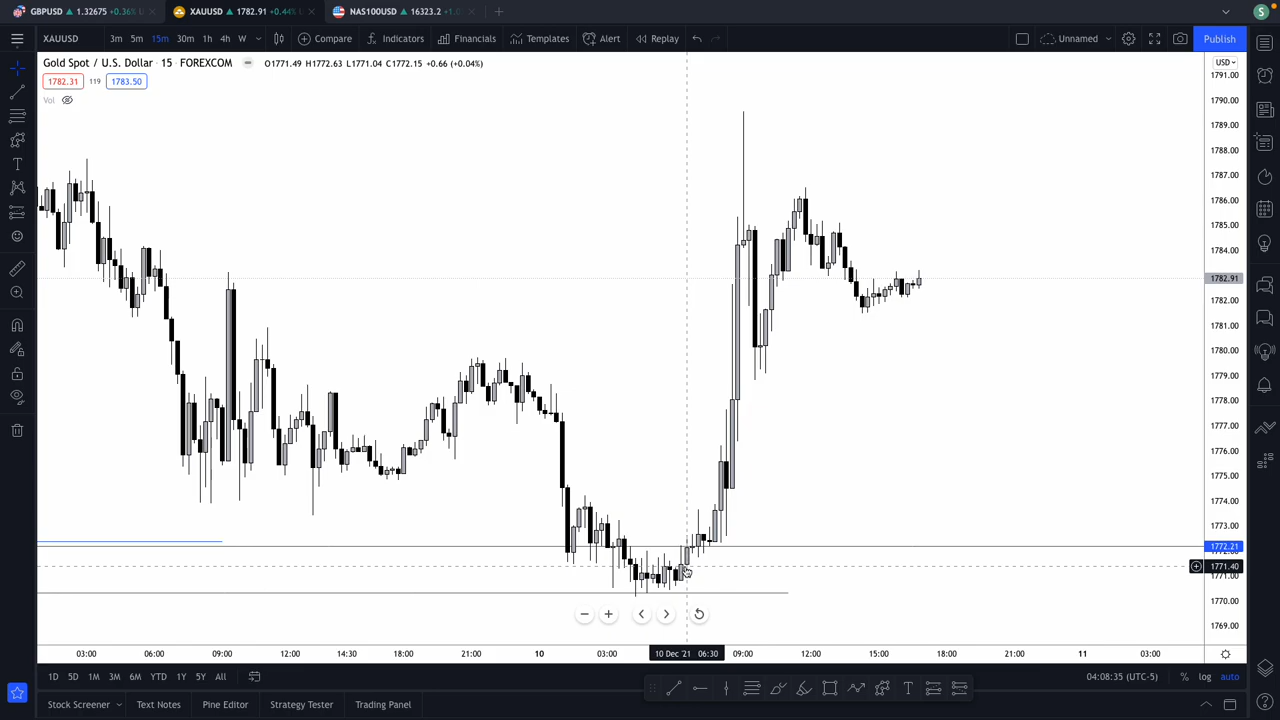 GBPUSD ▲ 1.32675 +0.36%
XAUUSD ▲ 1782.91 +0.44%
NAS100USD ▲ 16323.2
S
XAUUSD 3m 5m 15m 30m 1h 4h W Compare Indicators Financials Templates Alert Replay Unnamed Publish
Gold Spot / U.S. Dollar · 15 · FOREXCOM O1771.49 H1772.63 L1771.04 C1772.15 +0.66 (+0.04%)
USD
1782.31 119 1783.50
Vol
1791.00
1790.00
1789.00
1788.00
1787.00
1786.00
1785.00
1784.00
1782.91
1782.00
1781.00
1780.00
1779.00
1778.00
1777.00
1776.00
1775.00
1774.00
1773.00
1772.21
1771.40
1771.00
1770.00
1769.00
03:00 06:00 09:00 12:00 14:30 18:00 21:00 10 03:00 10 Dec '21 06:30 09:00 12:00 15:00 18:00 21:00 11 03:00
1D 5D 1M 3M 6M YTD 1Y 5Y All 04:08:35 (UTC-5) % log auto
Stock Screener Text Notes Pine Editor Strategy Tester Trading Panel